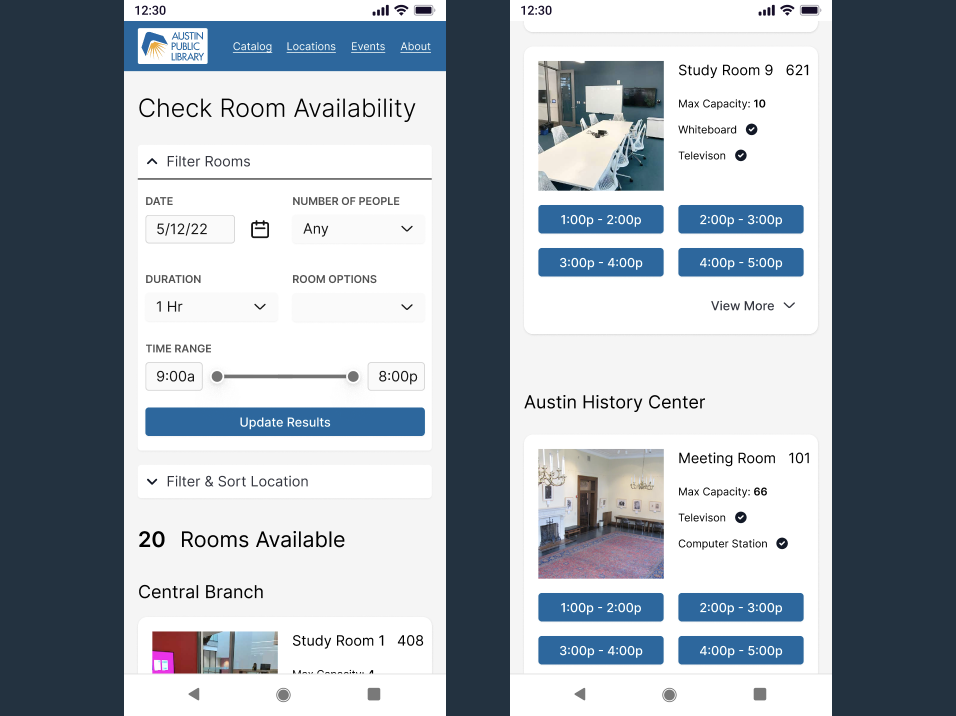 12:30
AUSTIN
PUBLIC
LIBRARY
Catalog Locations Events About
Check Room Availability
Filter Rooms
DATE
NUMBER OF PEOPLE
5/12/22
Any
DURATION
ROOM OPTIONS
1 Hr
TIME RANGE
9:00a
8:00p
Update Results
Filter & Sort Location
20 Rooms Available
Central Branch
Study Room 1 408
Max Capacity: 4
12:30
Study Room 9 621
Max Capacity: 10
Whiteboard
Televison
1:00p - 2:00p
2:00p - 3:00p
3:00p - 4:00p
4:00p - 5:00p
View More
Austin History Center
Meeting Room 101
Max Capacity: 66
Televison
Computer Station
1:00p - 2:00p
2:00p - 3:00p
3:00p - 4:00p
4:00p - 5:00p